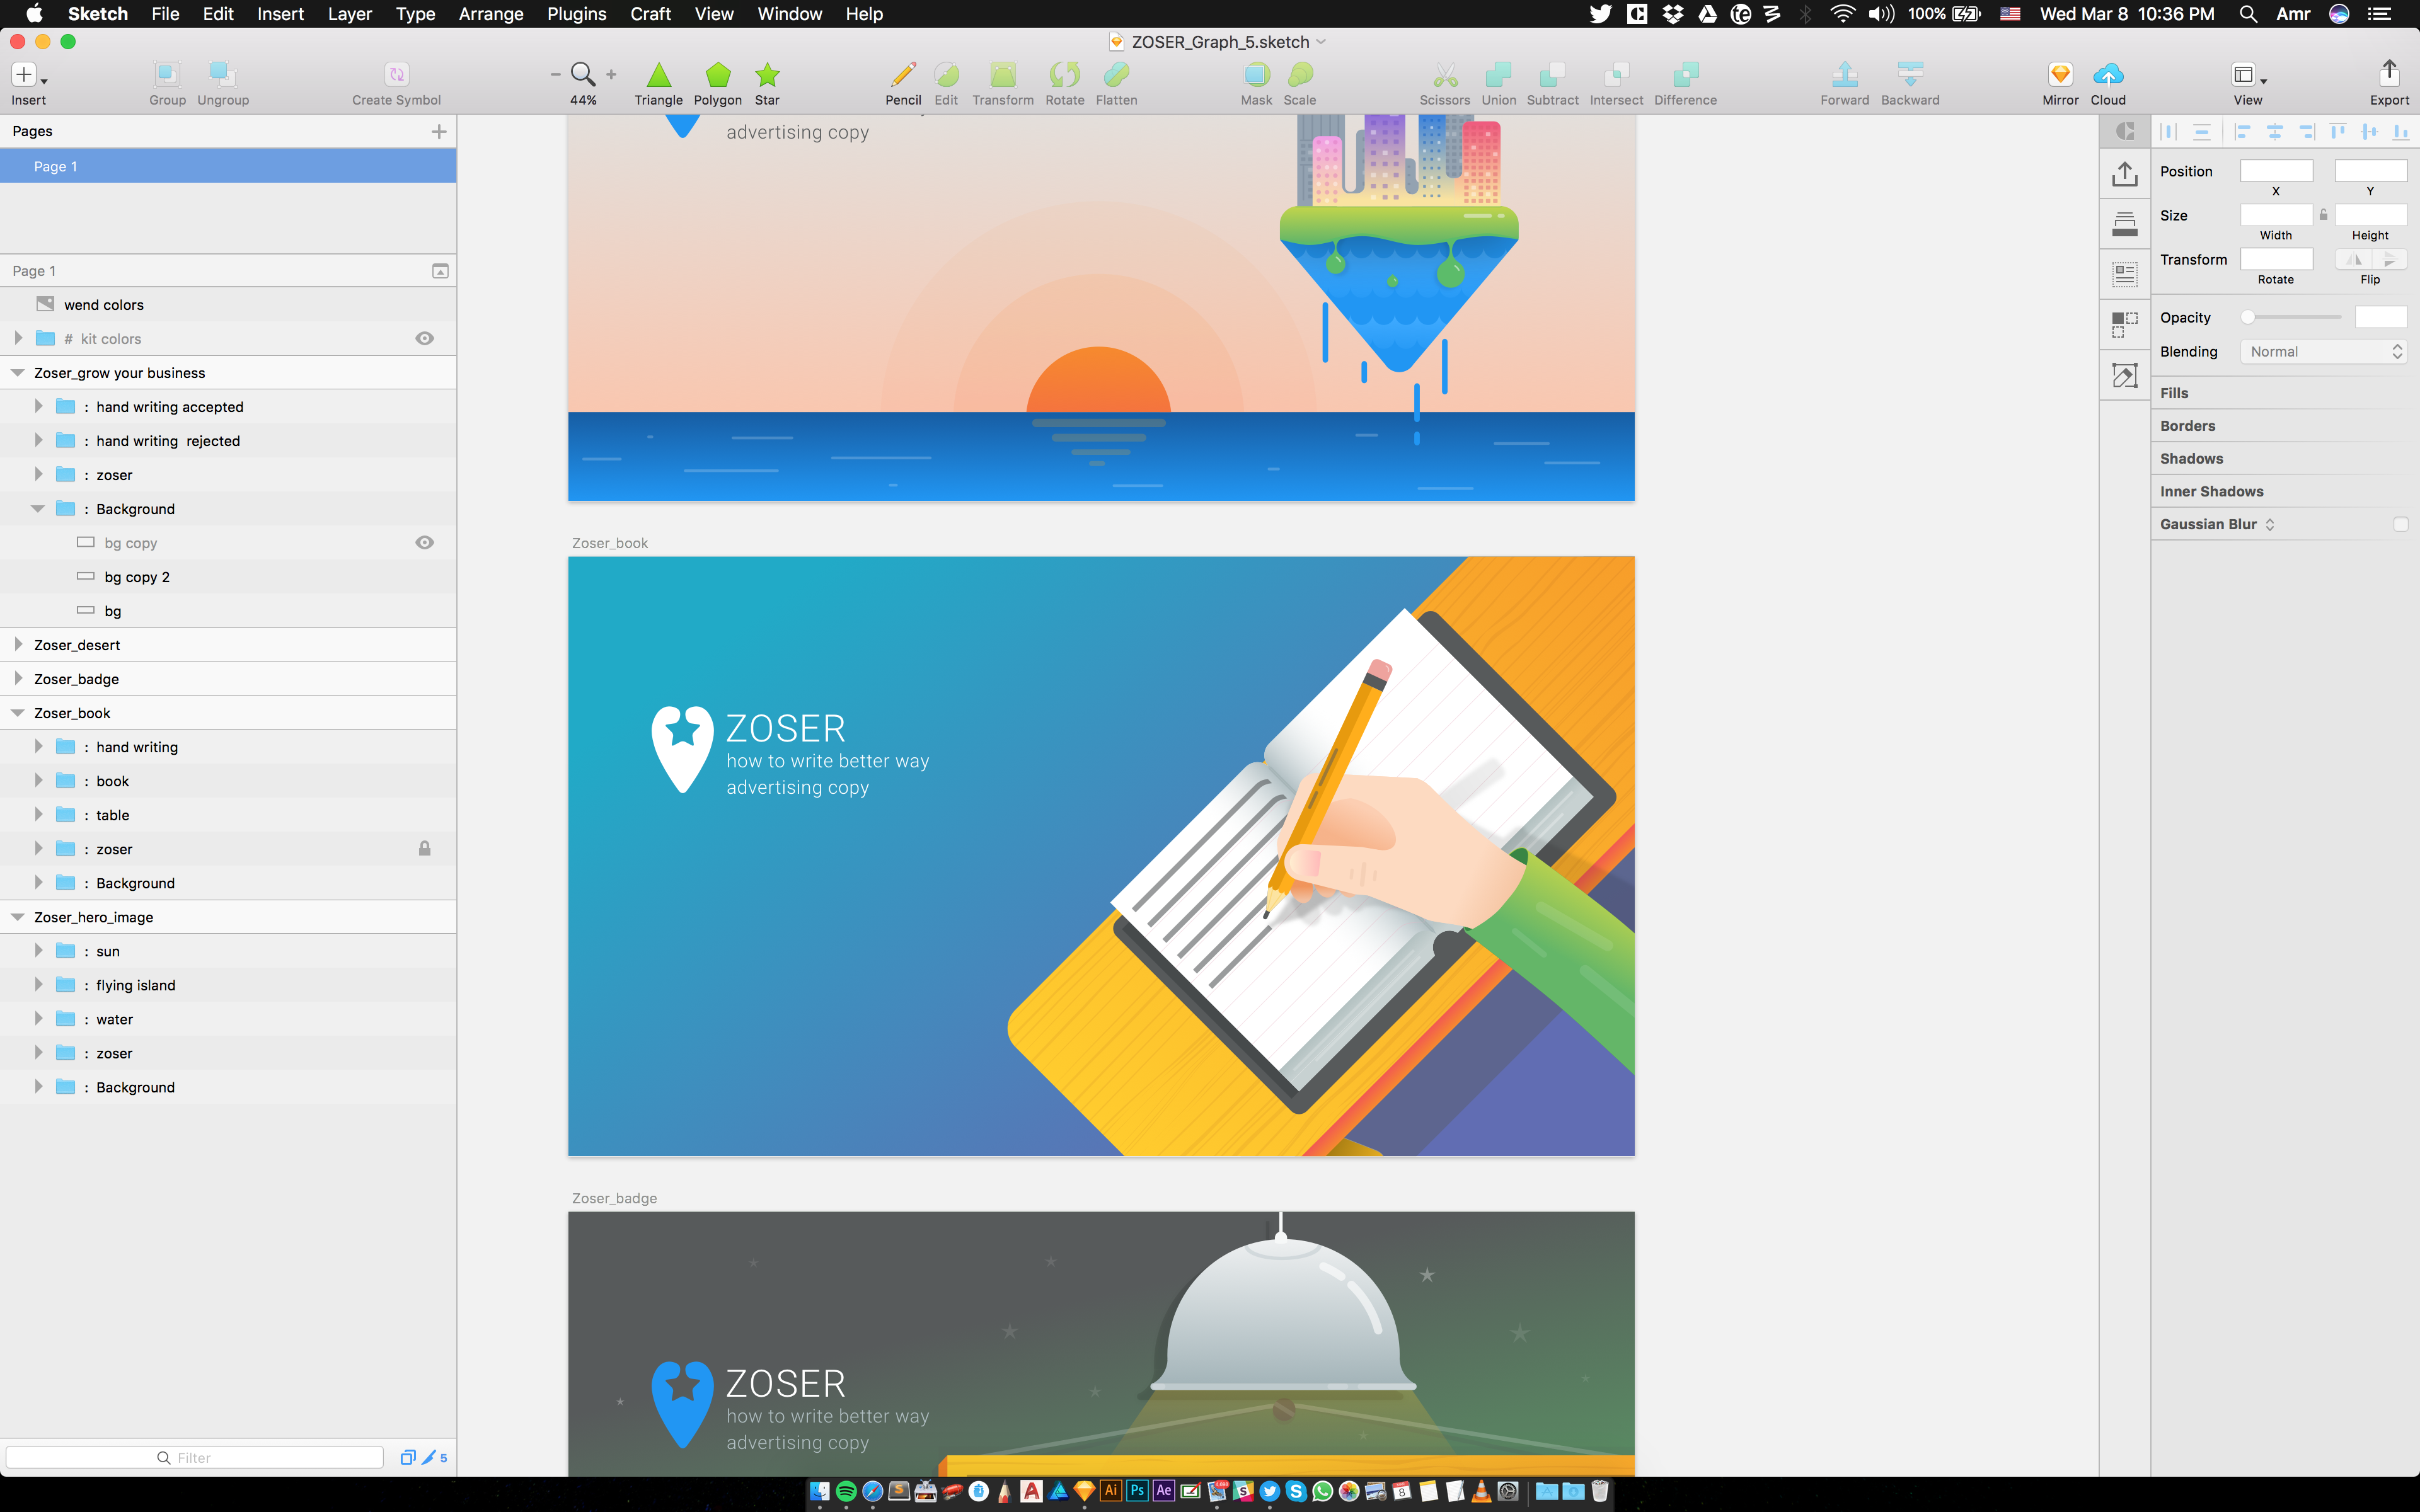 Sketch File Edit Insert Layer Type Arrange Plugins Craft View Window Help 100% Wed Mar 8 10:36 PM Amr
ZOSER_Graph_5.sketch
Insert Group Ungroup Create Symbol 44% Triangle Polygon Star Pencil Edit Transform Rotate Flatten Mask Scale Scissors Union Subtract Intersect Difference Forward Backward Mirror Cloud View Export
Pages
Page 1
Page 1
wend colors
# kit colors
Zoser_grow your business
: hand writing accepted
: hand writing rejected
: zoser
: Background
bg copy
bg copy 2
bg
Zoser_desert
Zoser_badge
Zoser_book
: hand writing
: book
: table
: zoser
: Background
Zoser_hero_image
: sun
: flying island
: water
: zoser
: Background
Filter
5
advertising copy
Zoser_book
ZOSER
how to write better way
advertising copy
Zoser_badge
ZOSER
how to write better way
advertising copy
Position
X Y
Size
Width Height
Transform
Rotate Flip
Opacity
Blending Normal
Fills
Borders
Shadows
Inner Shadows
Gaussian Blur
Ai Ps Ae 8